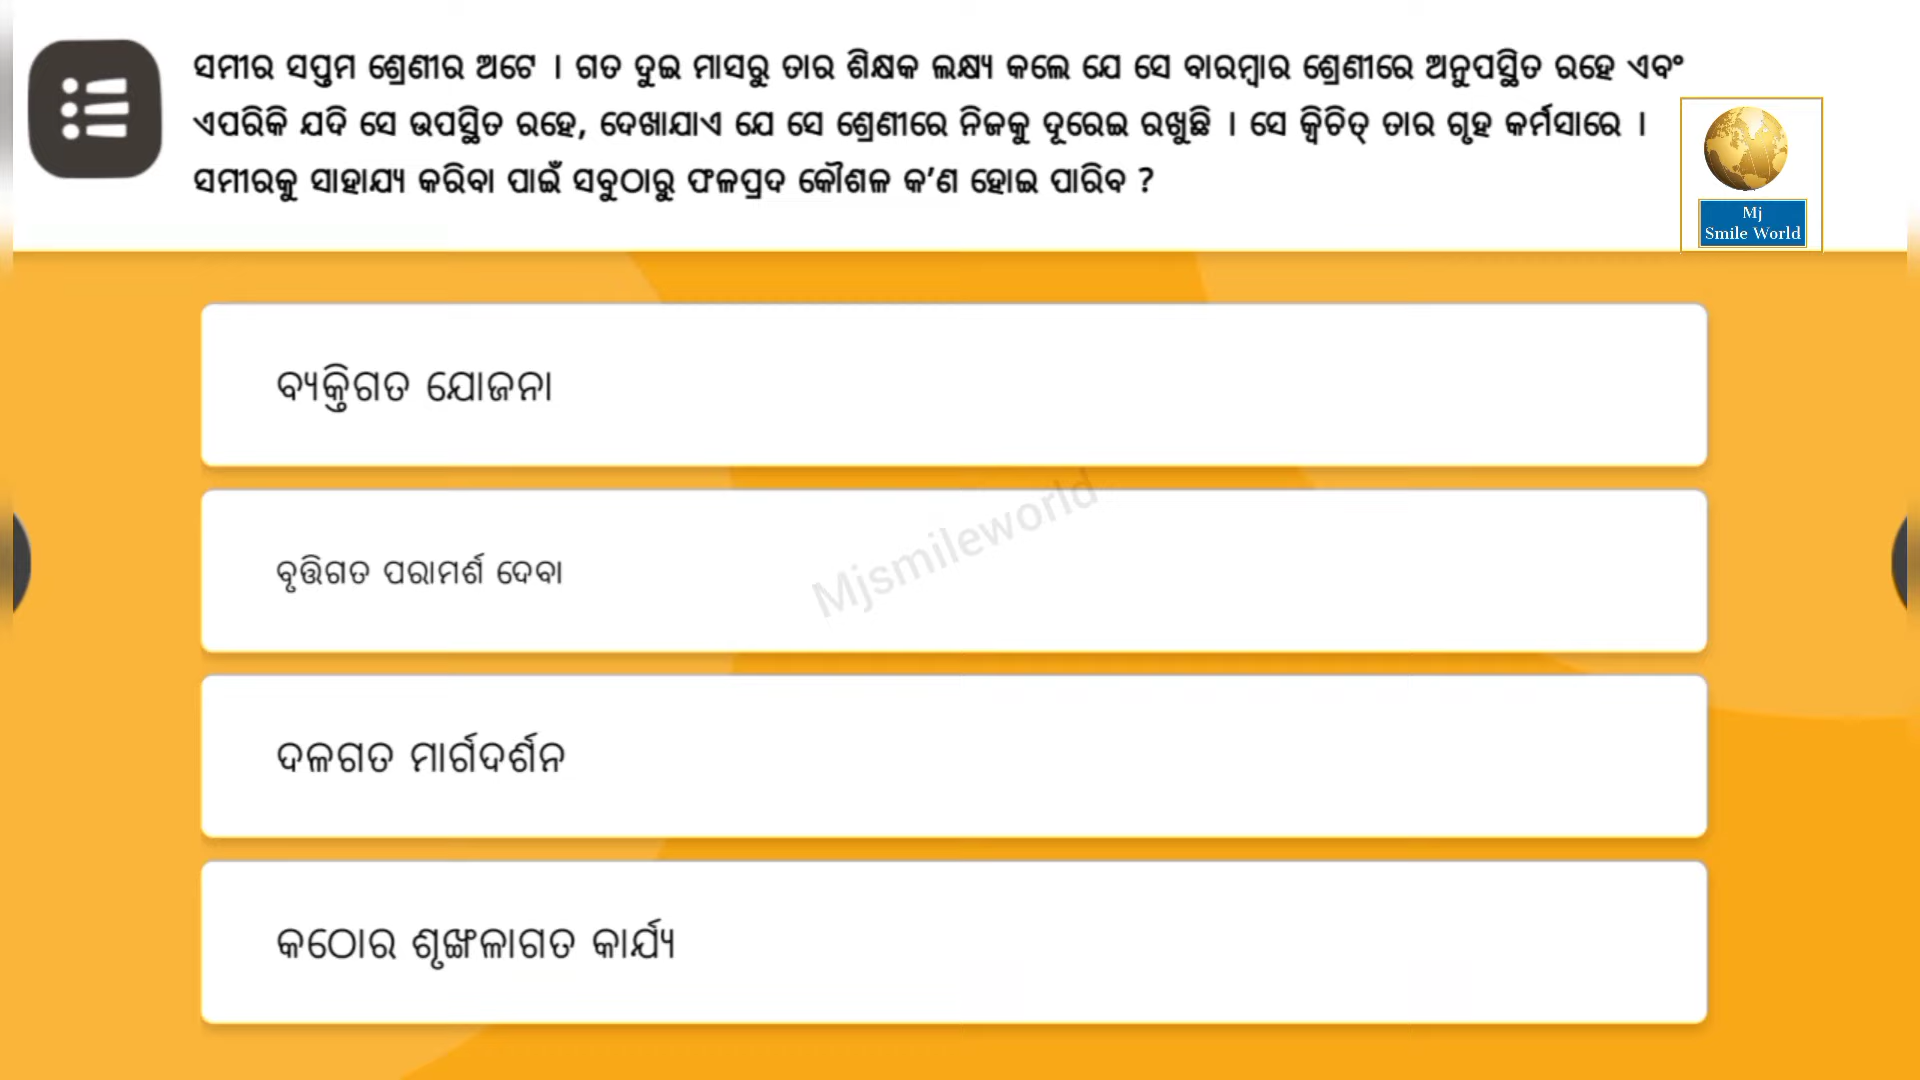 ସମୀର ସପ୍ତମ ଶ୍ରେଣୀର ଅଟେ । ଗତ ଦୁଇ ମାସରୁ ତାର ଶିକ୍ଷକ ଲକ୍ଷ୍ୟ କଲେ ଯେ ସେ ବାରମ୍ବାର ଶ୍ରେଣୀରେ ଅନୁପସ୍ଥିତ ରହେ ଏବଂ
ଏପରିକି ଯଦି ସେ ଉପସ୍ଥିତ ରହେ, ଦେଖାଯାଏ ଯେ ସେ ଶ୍ରେଣୀରେ ନିଜକୁ ଦୂରେଇ ରଖୁଛି । ସେ କ୍ୱିଚିତ୍ ତାର ଗୃହ କର୍ମସାରେ ।
ସମୀରକୁ ସାହାଯ୍ୟ କରିବା ପାଇଁ ସବୁଠାରୁ ଫଳପ୍ରଦ କୌଶଳ କ’ଣ ହୋଇ ପାରିବ ?
Mj
Smile World
ବ୍ୟକ୍ତିଗତ ଯୋଜନା
ବୃତ୍ତିଗତ ପରାମର୍ଶ ଦେବା
Mjsmileworld
ଦଳଗତ ମାର୍ଗଦର୍ଶନ
କଠୋର ଶୃଙ୍ଖଳାଗତ କାର୍ଯ୍ୟ